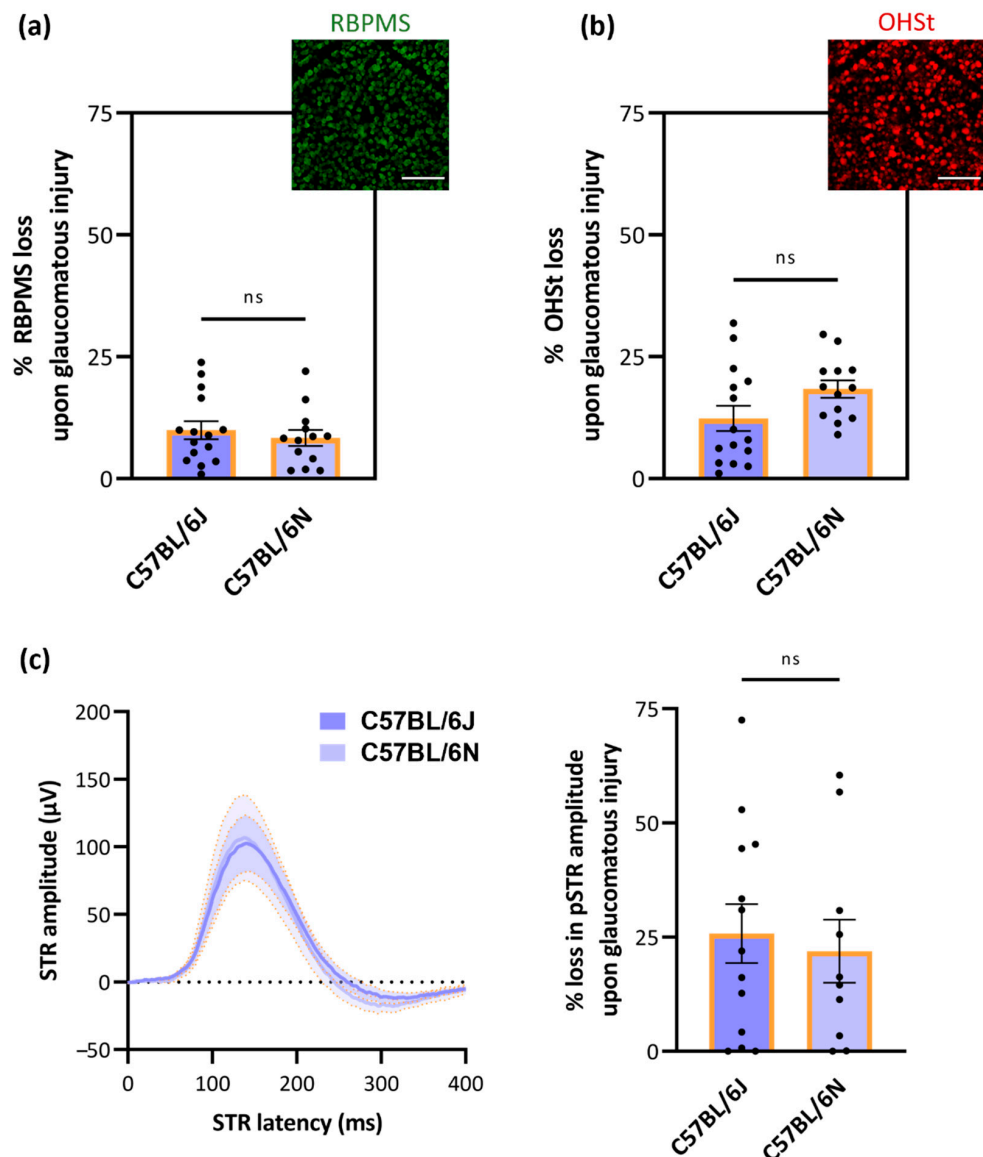 (a)
RBPMS
% RBPMS loss
upon glaucomatous injury
75
50
25
0
ns
C57BL/6J
C57BL/6N
(b)
OHSt
% OHSt loss
upon glaucomatous injury
75
50
25
0
ns
C57BL/6J
C57BL/6N
(c)
STR amplitude (µV)
200
150
100
50
0
–50
C57BL/6J
C57BL/6N
0
100
200
300
400
STR latency (ms)
ns
% loss in pSTR amplitude
upon glaucomatous injury
75
50
25
0
C57BL/6J
C57BL/6N